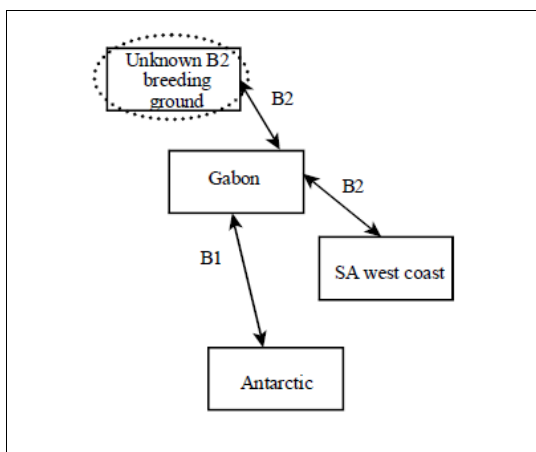 Unknown B2
breeding
ground
B2
Gabon
B2
SA west coast
B1
Antarctic